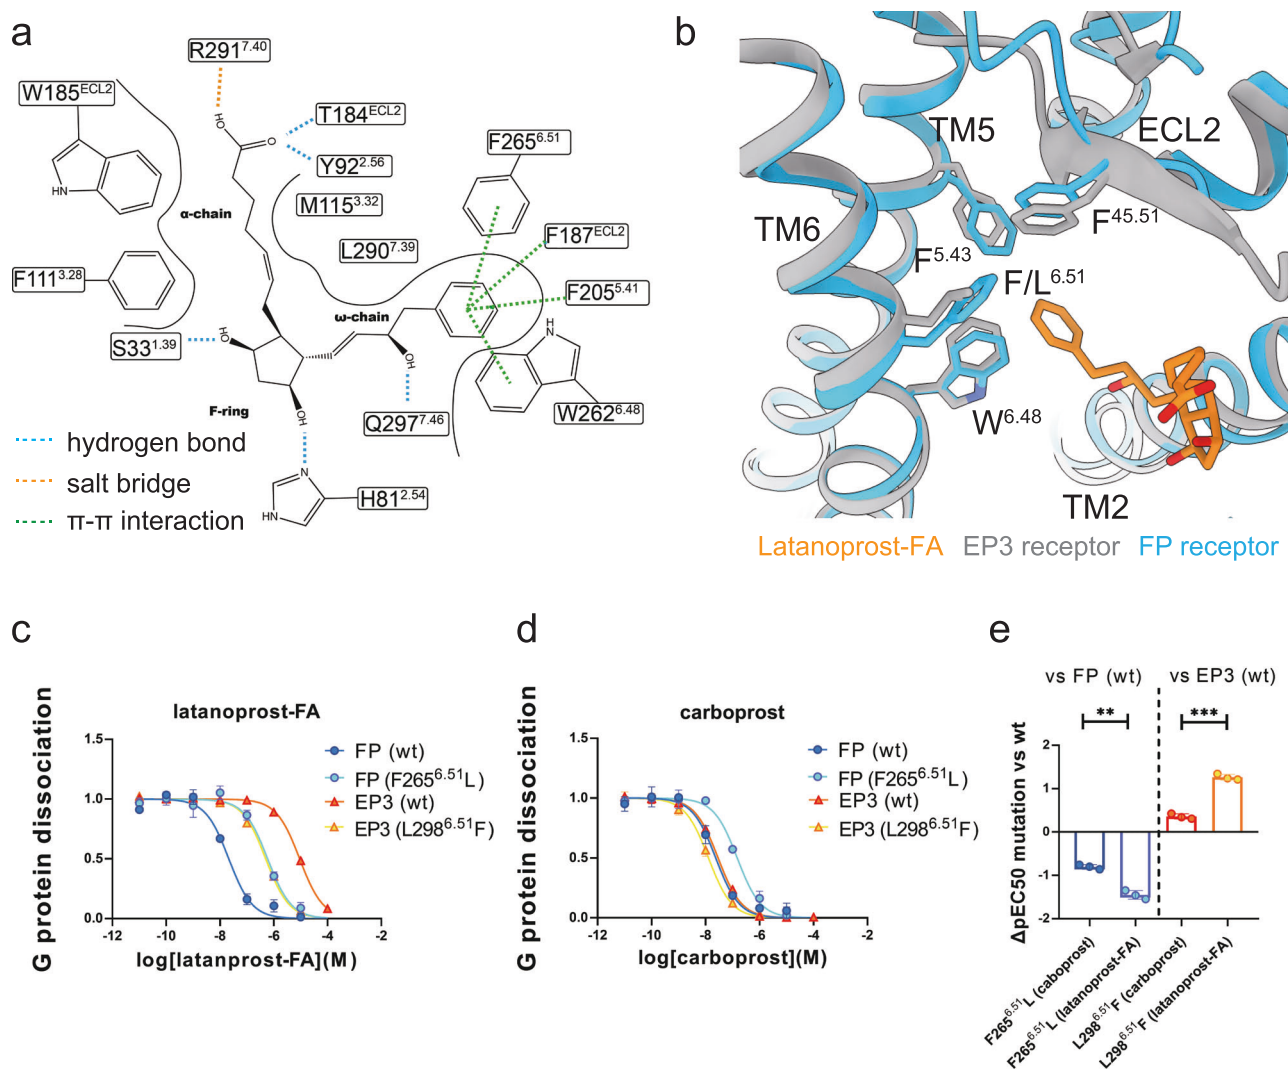 a
R291^7.40
W185^ECL2
T184^ECL2
HO
O
Y92^2.56
F265^6.51
HN
M115^3.32
α-chain
L290^7.39
F187^ECL2
F111^3.28
F205^5.41
ω-chain
HO
S33^1.39
H
N
OH
F-ring
OH
Q297^7.46
W262^6.48
hydrogen bond
salt bridge
π-π interaction
N
HN
H81^2.54
b
TM5
ECL2
TM6
F^45.51
F^5.43
F/L^6.51
W^6.48
TM2
Latanoprost-FA EP3 receptor FP receptor
c
G protein dissociation
latanoprost-FA
1.5
1.0
0.5
0.0
-12 -10 -8 -6 -4 -2
log[latanprost-FA](M)
FP (wt)
FP (F265^6.51L)
EP3 (wt)
EP3 (L298^6.51F)
d
G protein dissociation
carboprost
1.5
1.0
0.5
0.0
-12 -10 -8 -6 -4 -2
log[carboprost](M)
FP (wt)
FP (F265^6.51L)
EP3 (wt)
EP3 (L298^6.51F)
e
vs FP (wt) vs EP3 (wt)
** ***
ΔpEC50 mutation vs wt
2
1
0
-1
-2
F265^6.51L (caboprost)
F265^6.51L (latanoprost-FA)
L298^6.51F (carboprost)
L298^6.51F (latanoprost-FA)